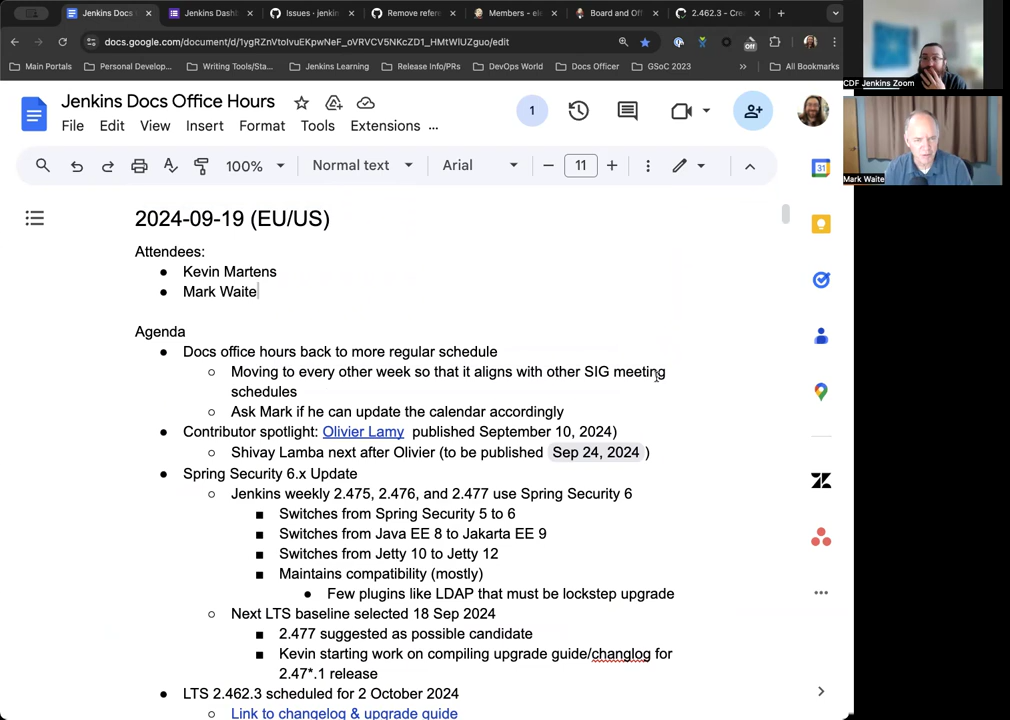 Jenkins Docs
Jenkins Dashb
Issues · jenkin
Remove refere
Members - ele
Board and Off
2.462.3 - Crea
docs.google.com/document/d/1ygRZnVtoIvuEKpwNeF_oVRVCV5NKcZD1_HMtWlUZguo/edit
Off
Main Portals
Personal Develop...
Writing Tools/Sta...
Jenkins Learning
Release Info/PRs
DevOps World
Docs Officer
GSoC 2023
All Bookmarks
CDF Jenkins Zoom
Mark Waite
Jenkins Docs Office Hours
File Edit View Insert Format Tools Extensions ...
1
100% Normal text Arial 11
31
2024-09-19 (EU/US)
Attendees:
Kevin Martens
Mark Waite
Agenda
Docs office hours back to more regular schedule
Moving to every other week so that it aligns with other SIG meeting
schedules
Ask Mark if he can update the calendar accordingly
Contributor spotlight: Olivier Lamy published September 10, 2024)
Shivay Lamba next after Olivier (to be published Sep 24, 2024 )
Spring Security 6.x Update
Jenkins weekly 2.475, 2.476, and 2.477 use Spring Security 6
Switches from Spring Security 5 to 6
Switches from Java EE 8 to Jakarta EE 9
Switches from Jetty 10 to Jetty 12
Maintains compatibility (mostly)
Few plugins like LDAP that must be lockstep upgrade
Next LTS baseline selected 18 Sep 2024
2.477 suggested as possible candidate
Kevin starting work on compiling upgrade guide/changlog for
2.47*.1 release
LTS 2.462.3 scheduled for 2 October 2024
Link to changelog & upgrade guide